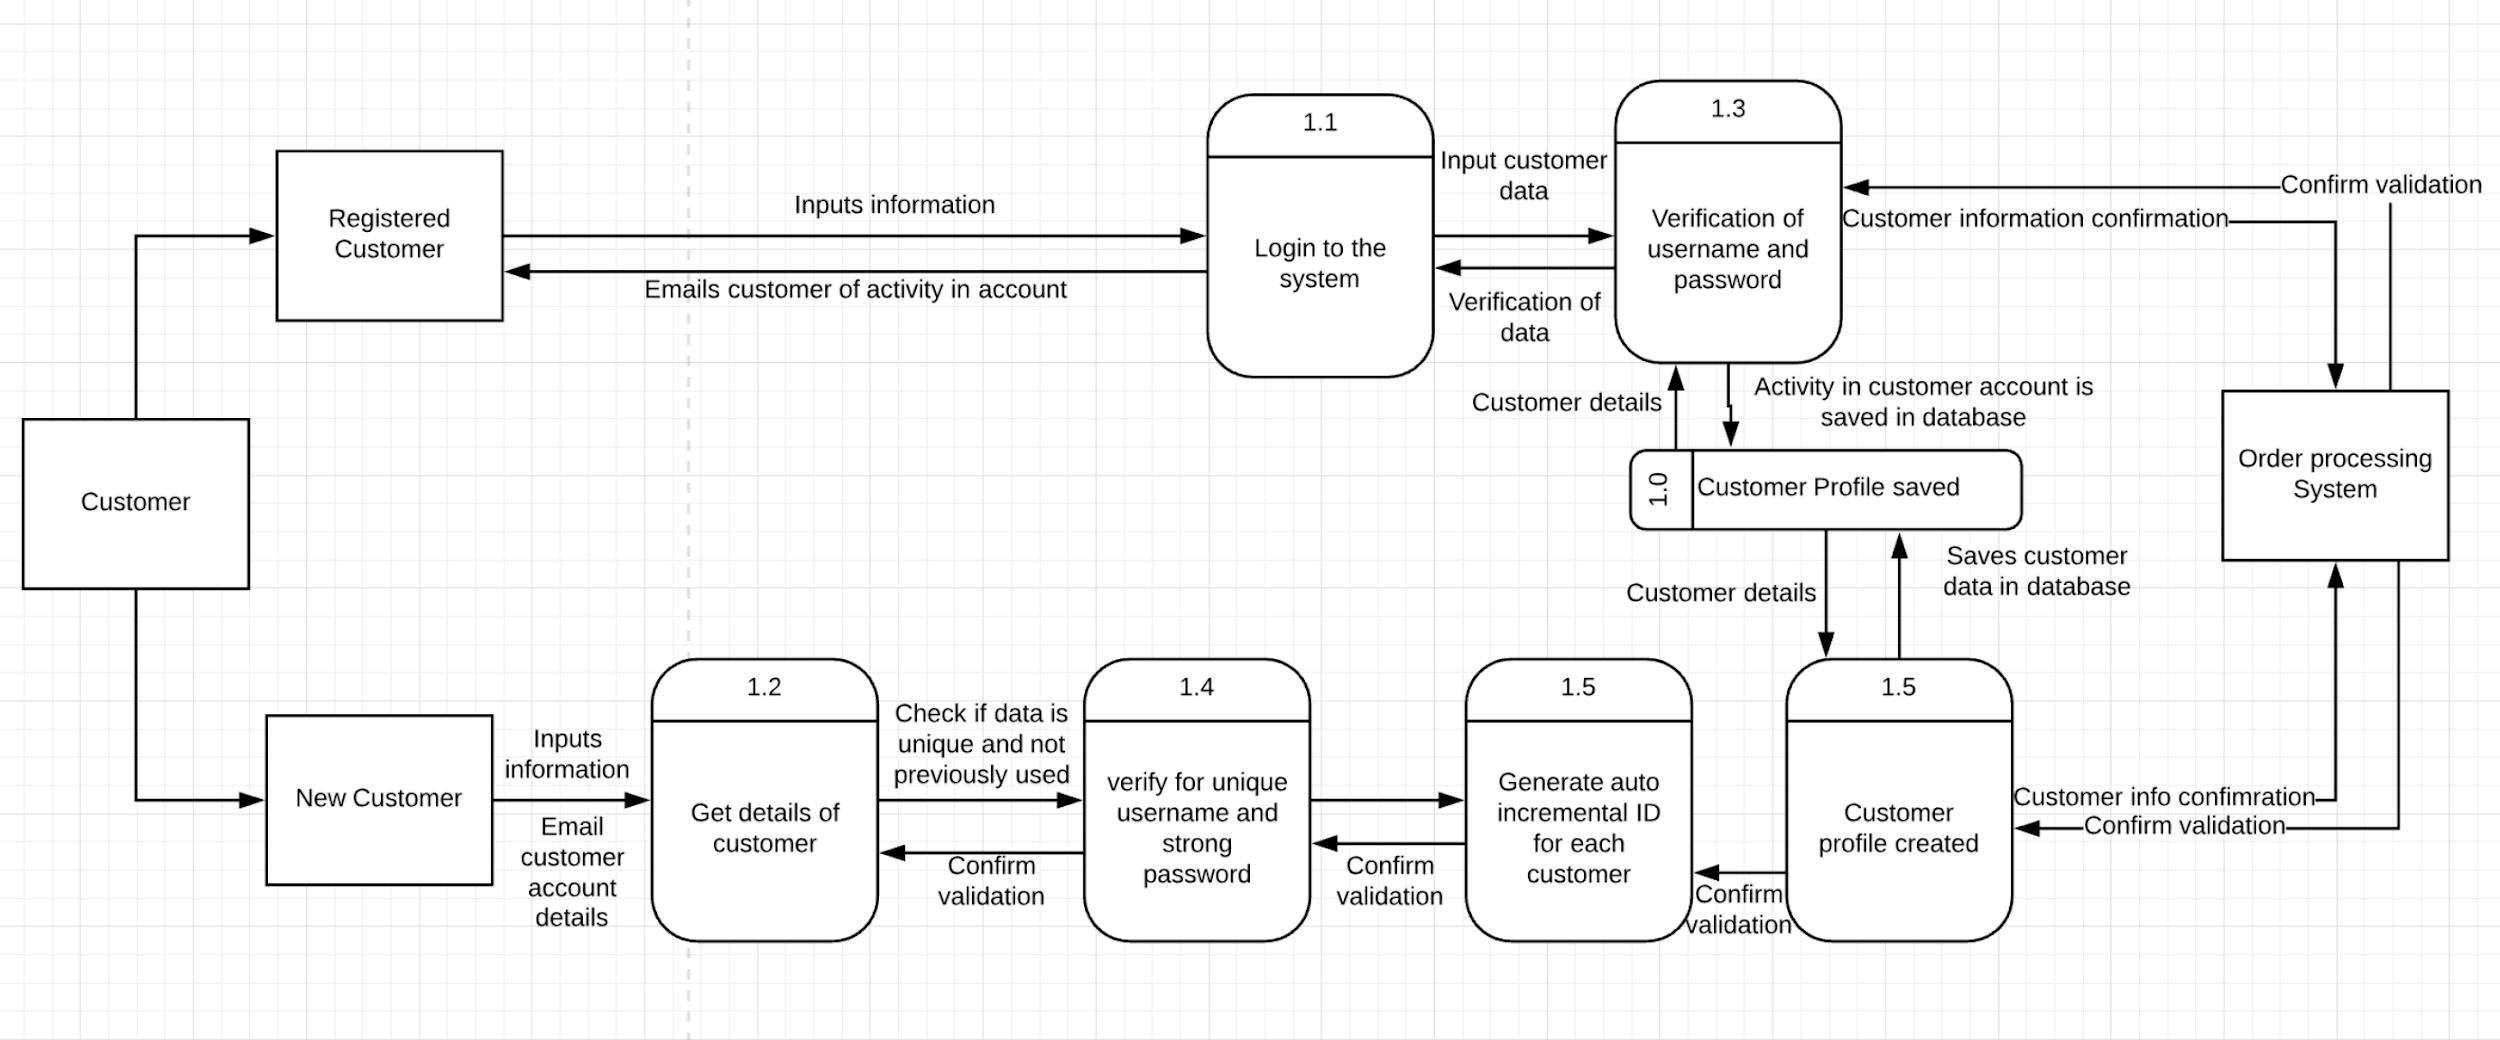 1.1
1.3
Input customer
data
Confirm validation
Inputs information
Registered
Customer
Login to the
system
Verification of
username and
password
Customer information confirmation
Emails customer of activity in account
Verification of
data
Customer details
Activity in customer account is
saved in database
Customer
1.0
Customer Profile saved
Order processing
System
Customer details
Saves customer
data in database
New Customer
Inputs
information
Email
customer
account
details
1.2
Get details of
customer
Check if data is
unique and not
previously used
Confirm
validation
1.4
verify for unique
username and
strong
password
Confirm
validation
1.5
Generate auto
incremental ID
for each
customer
Confirm
validation
1.5
Customer
profile created
Customer info confimration
Confirm validation